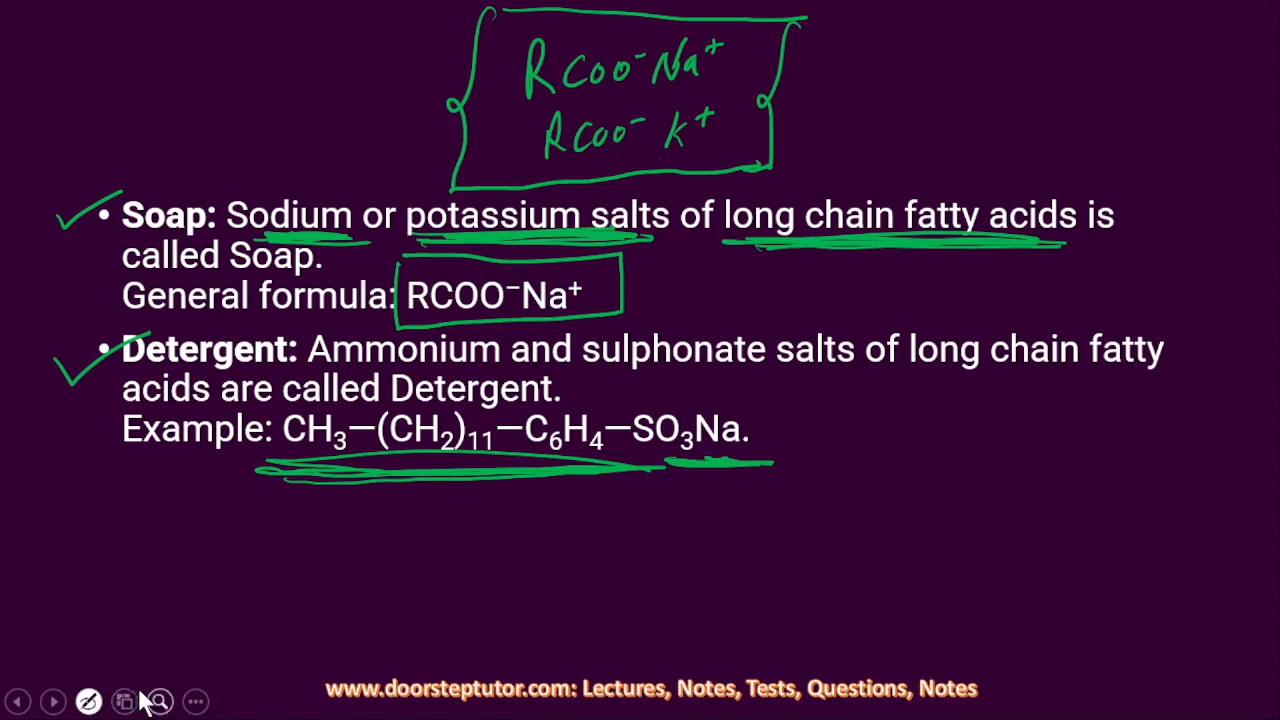 RCOO⁻Na⁺
RCOO⁻ K⁺
• Soap: Sodium or potassium salts of long chain fatty acids is
called Soap.
General formula: RCOO⁻Na⁺
• Detergent: Ammonium and sulphonate salts of long chain fatty
acids are called Detergent.
Example: CH₃—(CH₂)₁₁—C₆H₄—SO₃Na.
www.doorsteptutor.com: Lectures, Notes, Tests, Questions, Notes